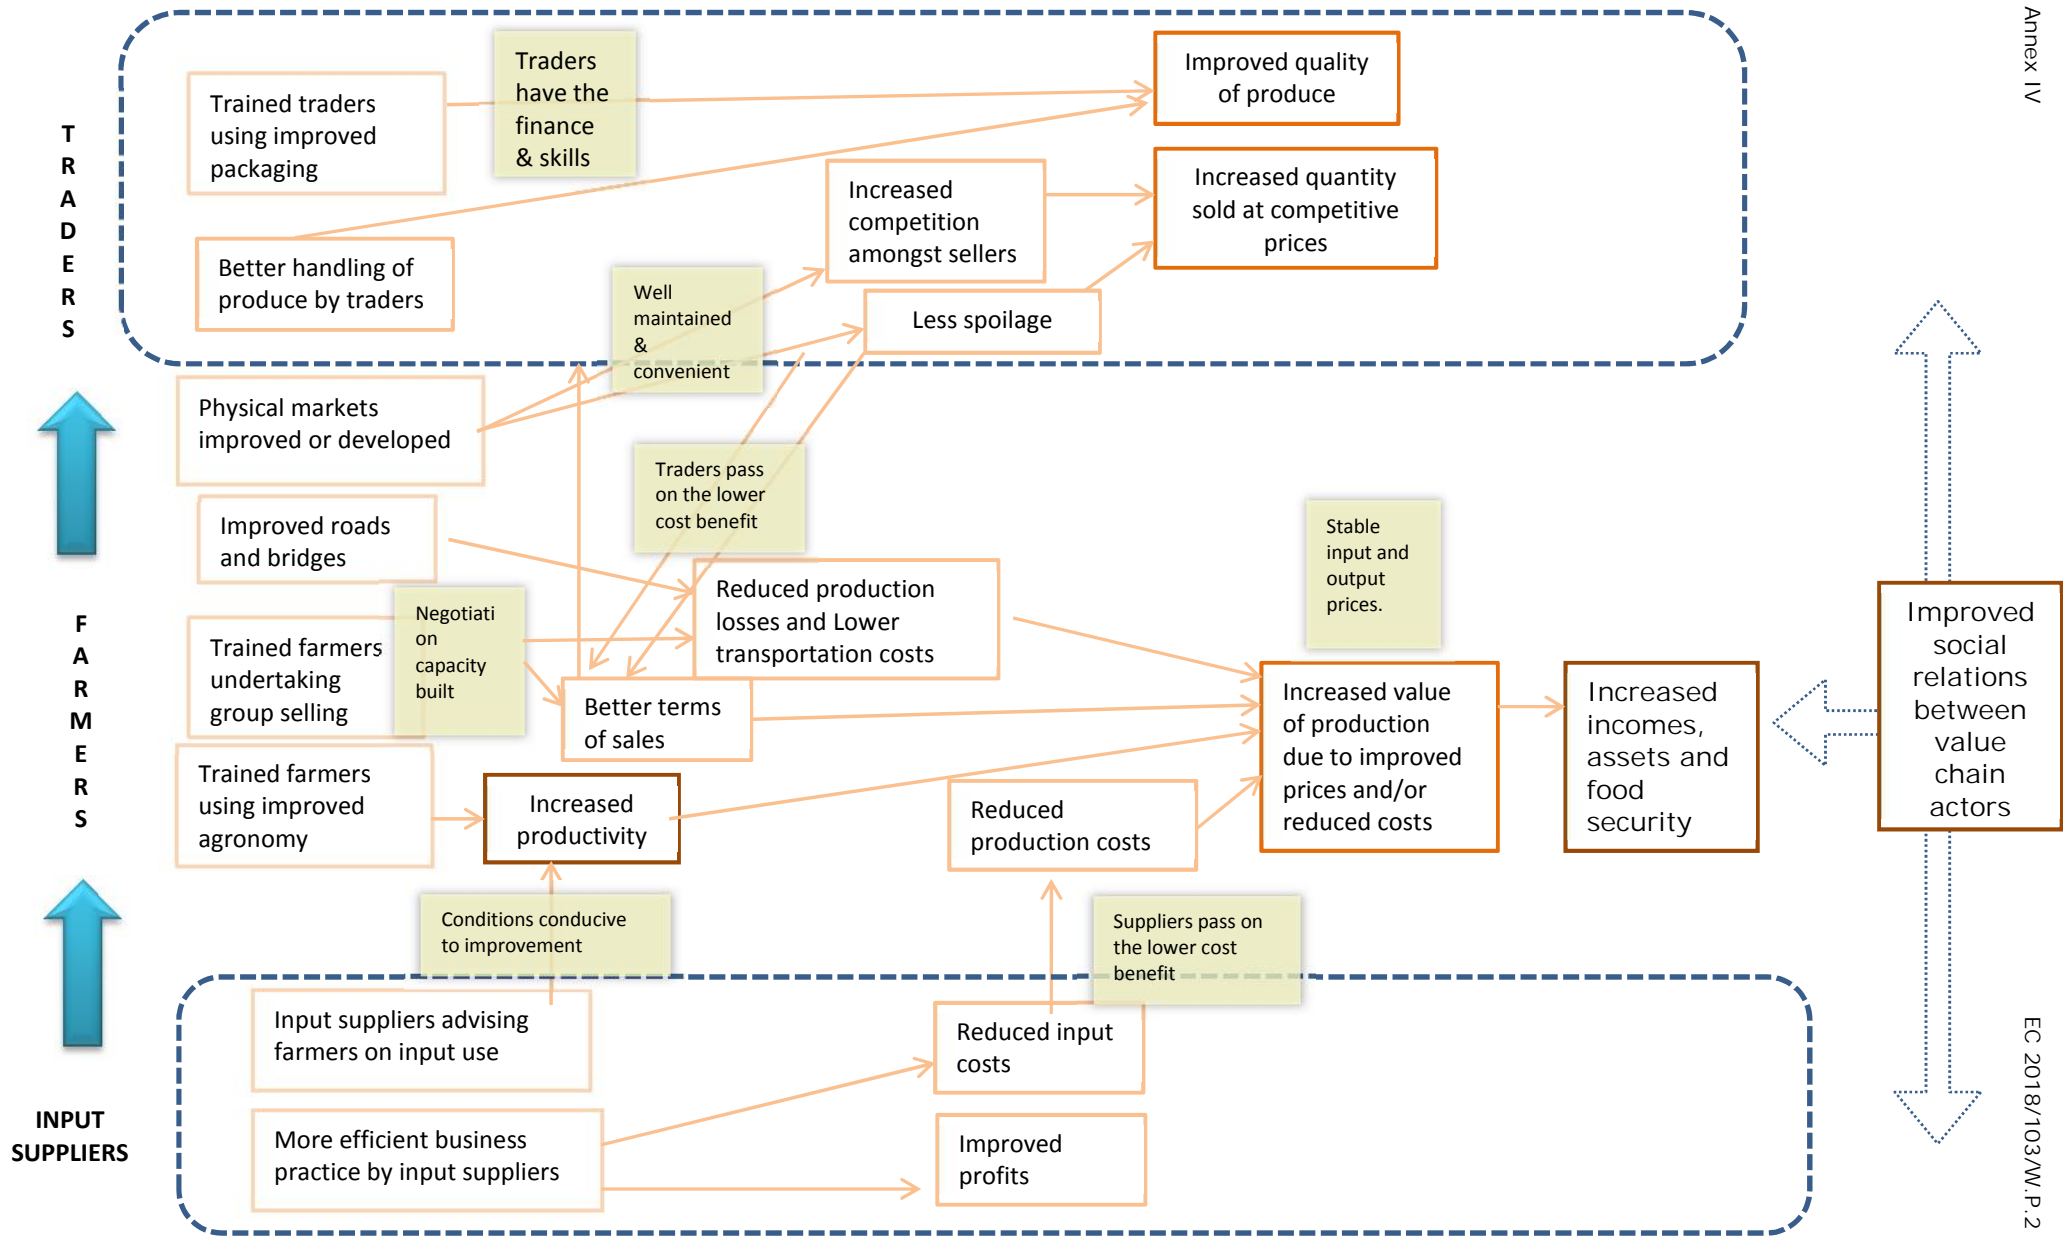 Annex IV
Traders
have the
finance
& skills
Improved quality
of produce
Trained traders
using improved
packaging
T
R
A
D
E
R
S
Increased
competition
amongst sellers
Increased quantity
sold at competitive
prices
Better handling of
produce by traders
Well
maintained
&
convenient
Less spoilage
Physical markets
improved or developed
Traders pass
on the lower
cost benefit
Improved roads
and bridges
Stable
input and
output
prices.
Reduced production
losses and Lower
transportation costs
Negotiati
on
capacity
built
F
A
R
M
E
R
S
Trained farmers
undertaking
group selling
Better terms
of sales
Increased value
of production
due to improved
prices and/or
reduced costs
Increased
incomes,
assets and
food
security
Improved
social
relations
between
value
chain
actors
Trained farmers
using improved
agronomy
Increased
productivity
Reduced
production costs
Conditions conducive
to improvement
Suppliers pass on
the lower cost
benefit
Input suppliers advising
farmers on input use
Reduced input
costs
INPUT
SUPPLIERS
More efficient business
practice by input suppliers
Improved
profits
EC 2018/103/W.P.2